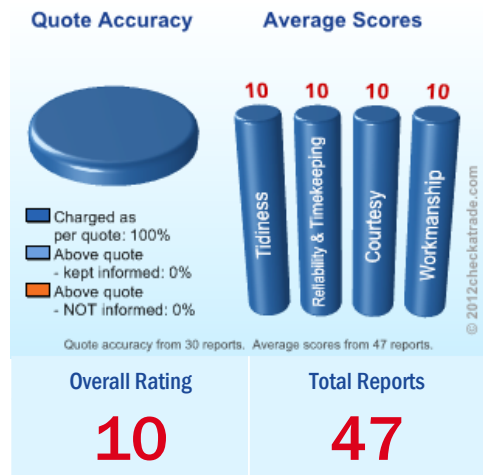 Quote Accuracy
Average Scores
10 10 10 10
Tidiness
Reliability & Timekeeping
Courtesy
Workmanship
Charged as
per quote: 100%
Above quote
- kept informed: 0%
Above quote
- NOT informed: 0%
© 2012checkatrade.com
Quote accuracy from 30 reports. Average scores from 47 reports.
Overall Rating
10
Total Reports
47